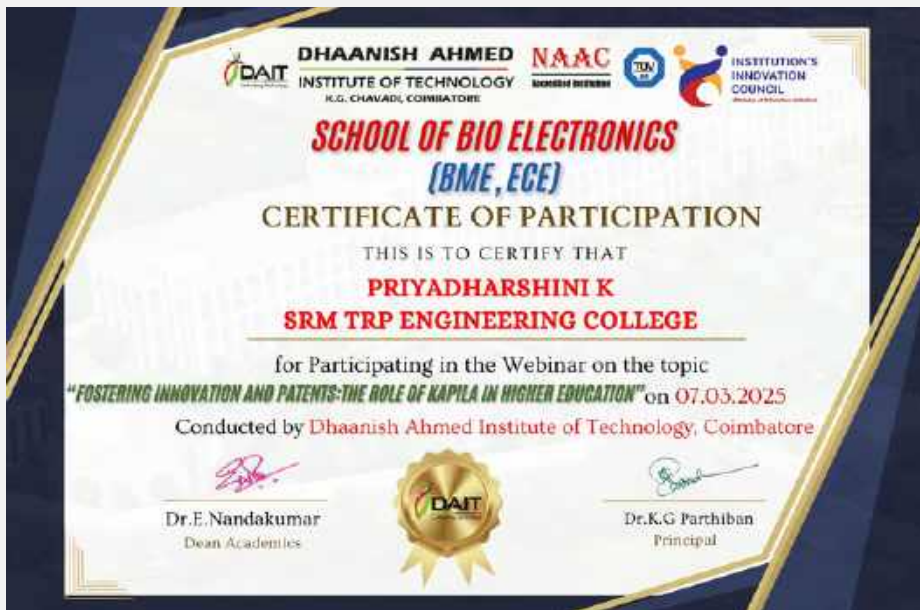 DAIT
DHAANISH AHMED
INSTITUTE OF TECHNOLOGY
K.G. CHAVADI, COIMBATORE
NAAC
Accredited Institution
TÜV
INSTITUTION'S
INNOVATION
COUNCIL
SCHOOL OF BIO ELECTRONICS
(BME, ECE)
CERTIFICATE OF PARTICIPATION
THIS IS TO CERTIFY THAT
PRIYADHARSHINI K
SRM TRP ENGINEERING COLLEGE
for Participating in the Webinar on the topic
"FOSTERING INNOVATION AND PATENTS:THE ROLE OF KAPILA IN HIGHER EDUCATION" on 07.03.2025
Conducted by Dhaanish Ahmed Institute of Technology, Coimbatore
DAIT
Dr.E.Nandakumar
Dean Academics
Dr.K.G Parthiban
Principal